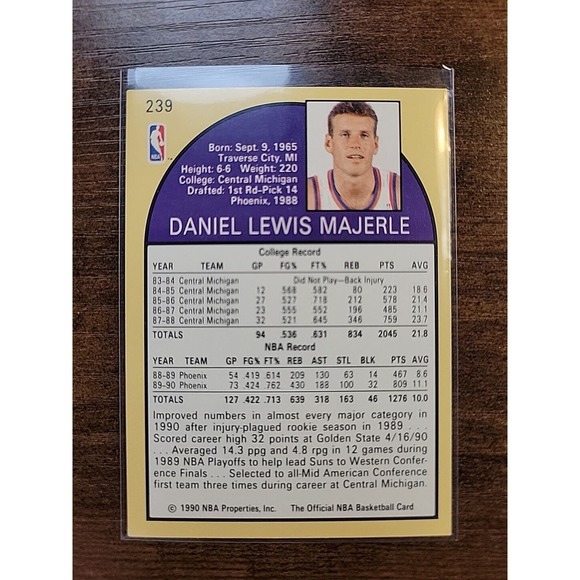 239
NBA
Born: Sept. 9, 1965
Traverse City, MI
Height: 6-6 Weight: 220
College: Central Michigan
Drafted: 1st Rd-Pick 14
Phoenix, 1988
DANIEL LEWIS MAJERLE
College Record
YEAR TEAM GP FG% FT% REB PTS AVG
83-84 Central Michigan Did Not Play—Back Injury
84-85 Central Michigan 12 .568 .582 80 223 18.6
85-86 Central Michigan 27 .527 .718 212 578 21.4
86-87 Central Michigan 23 .555 .552 196 485 21.1
87-88 Central Michigan 32 .521 .645 346 759 23.7
TOTALS 94 .536 .631 834 2045 21.8
NBA Record
YEAR TEAM GP FG% FT% REB AST STL BLK PTS AVG
88-89 Phoenix 54 .419 .614 209 130 63 14 467 8.6
89-90 Phoenix 73 .424 .762 430 188 100 32 809 11.1
TOTALS 127 .422 .713 639 318 163 46 1276 10.0
Improved numbers in almost every major category in
1990 after injury-plagued rookie season in 1989 . . .
Scored career high 32 points at Golden State 4/16/90
. . . Averaged 14.3 ppg and 4.8 rpg in 12 games during
1989 NBA Playoffs to help lead Suns to Western Confer-
ence Finals . . . Selected to all-Mid American Conference
first team three times during career at Central Michigan.
© 1990 NBA Properties, Inc. The Official NBA Basketball Card